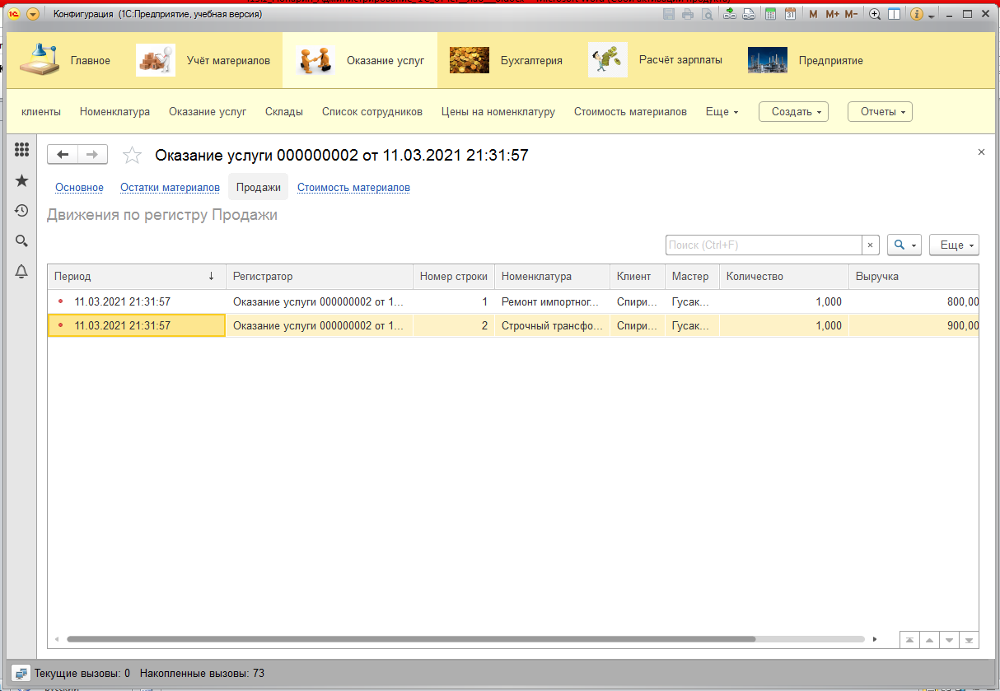 Конфигурация (1С:Предприятие, учебная версия)
M M+ M-
Главное Учёт материалов Оказание услуг Бухгалтерия Расчёт зарплаты Предприятие
клиенты Номенклатура Оказание услуг Склады Список сотрудников Цены на номенклатуру Стоимость материалов Еще Создать Отчеты
Оказание услуги 000000002 от 11.03.2021 21:31:57
Основное Остатки материалов Продажи Стоимость материалов
Движения по регистру Продажи
Поиск (Ctrl+F) Еще
Период Регистратор Номер строки Номенклатура Клиент Мастер Количество Выручка
11.03.2021 21:31:57 Оказание услуги 000000002 от 1... 1 Ремонт импортног... Спири... Гусак... 1,000 800,00
11.03.2021 21:31:57 Оказание услуги 000000002 от 1... 2 Строчный трансфо... Спири... Гусак... 1,000 900,00
Текущие вызовы: 0 Накопленные вызовы: 73